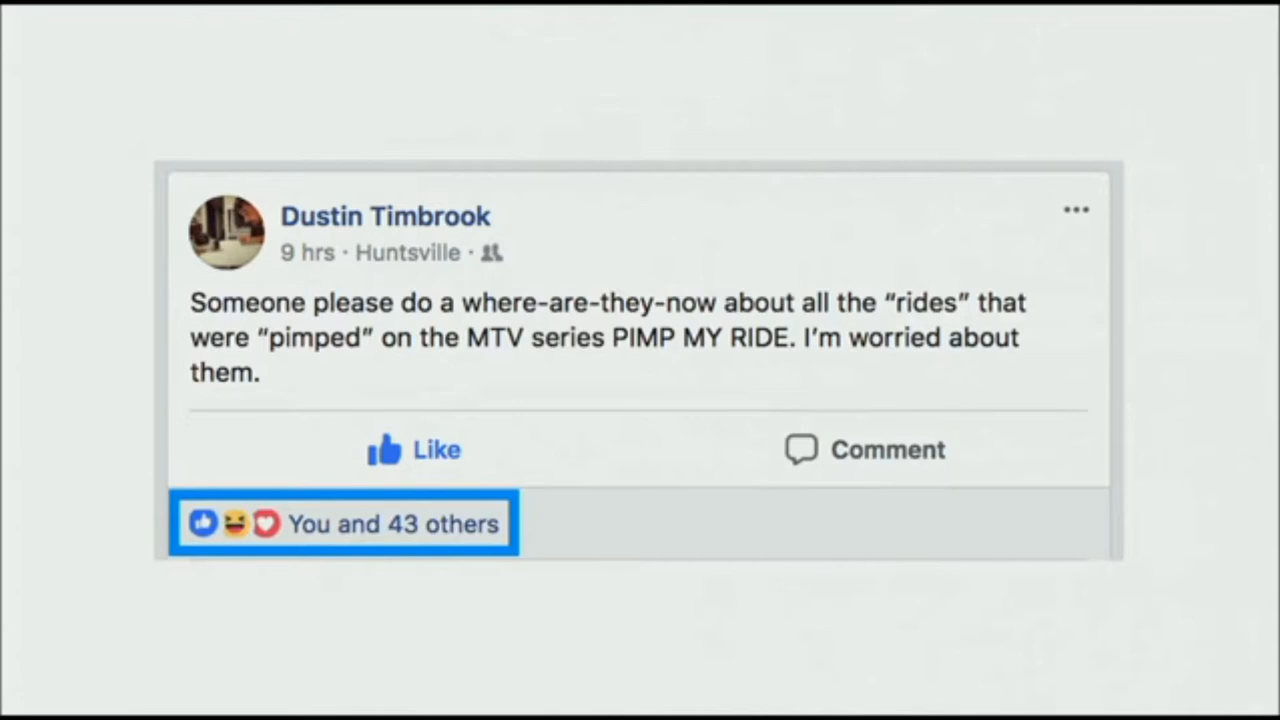 Dustin Timbrook
9 hrs · Huntsville ·
Someone please do a where-are-they-now about all the “rides” that
were “pimped” on the MTV series PIMP MY RIDE. I’m worried about
them.
Like
Comment
You and 43 others